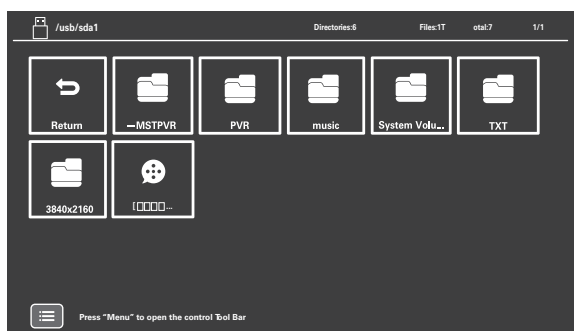 /usb/sda1 Directories:6 Files:1T otal:7 1/1
Return —MSTPVR PVR music System Volu... TXT
3840x2160 [□□□□...
Press "Menu" to open the control Tool Bar